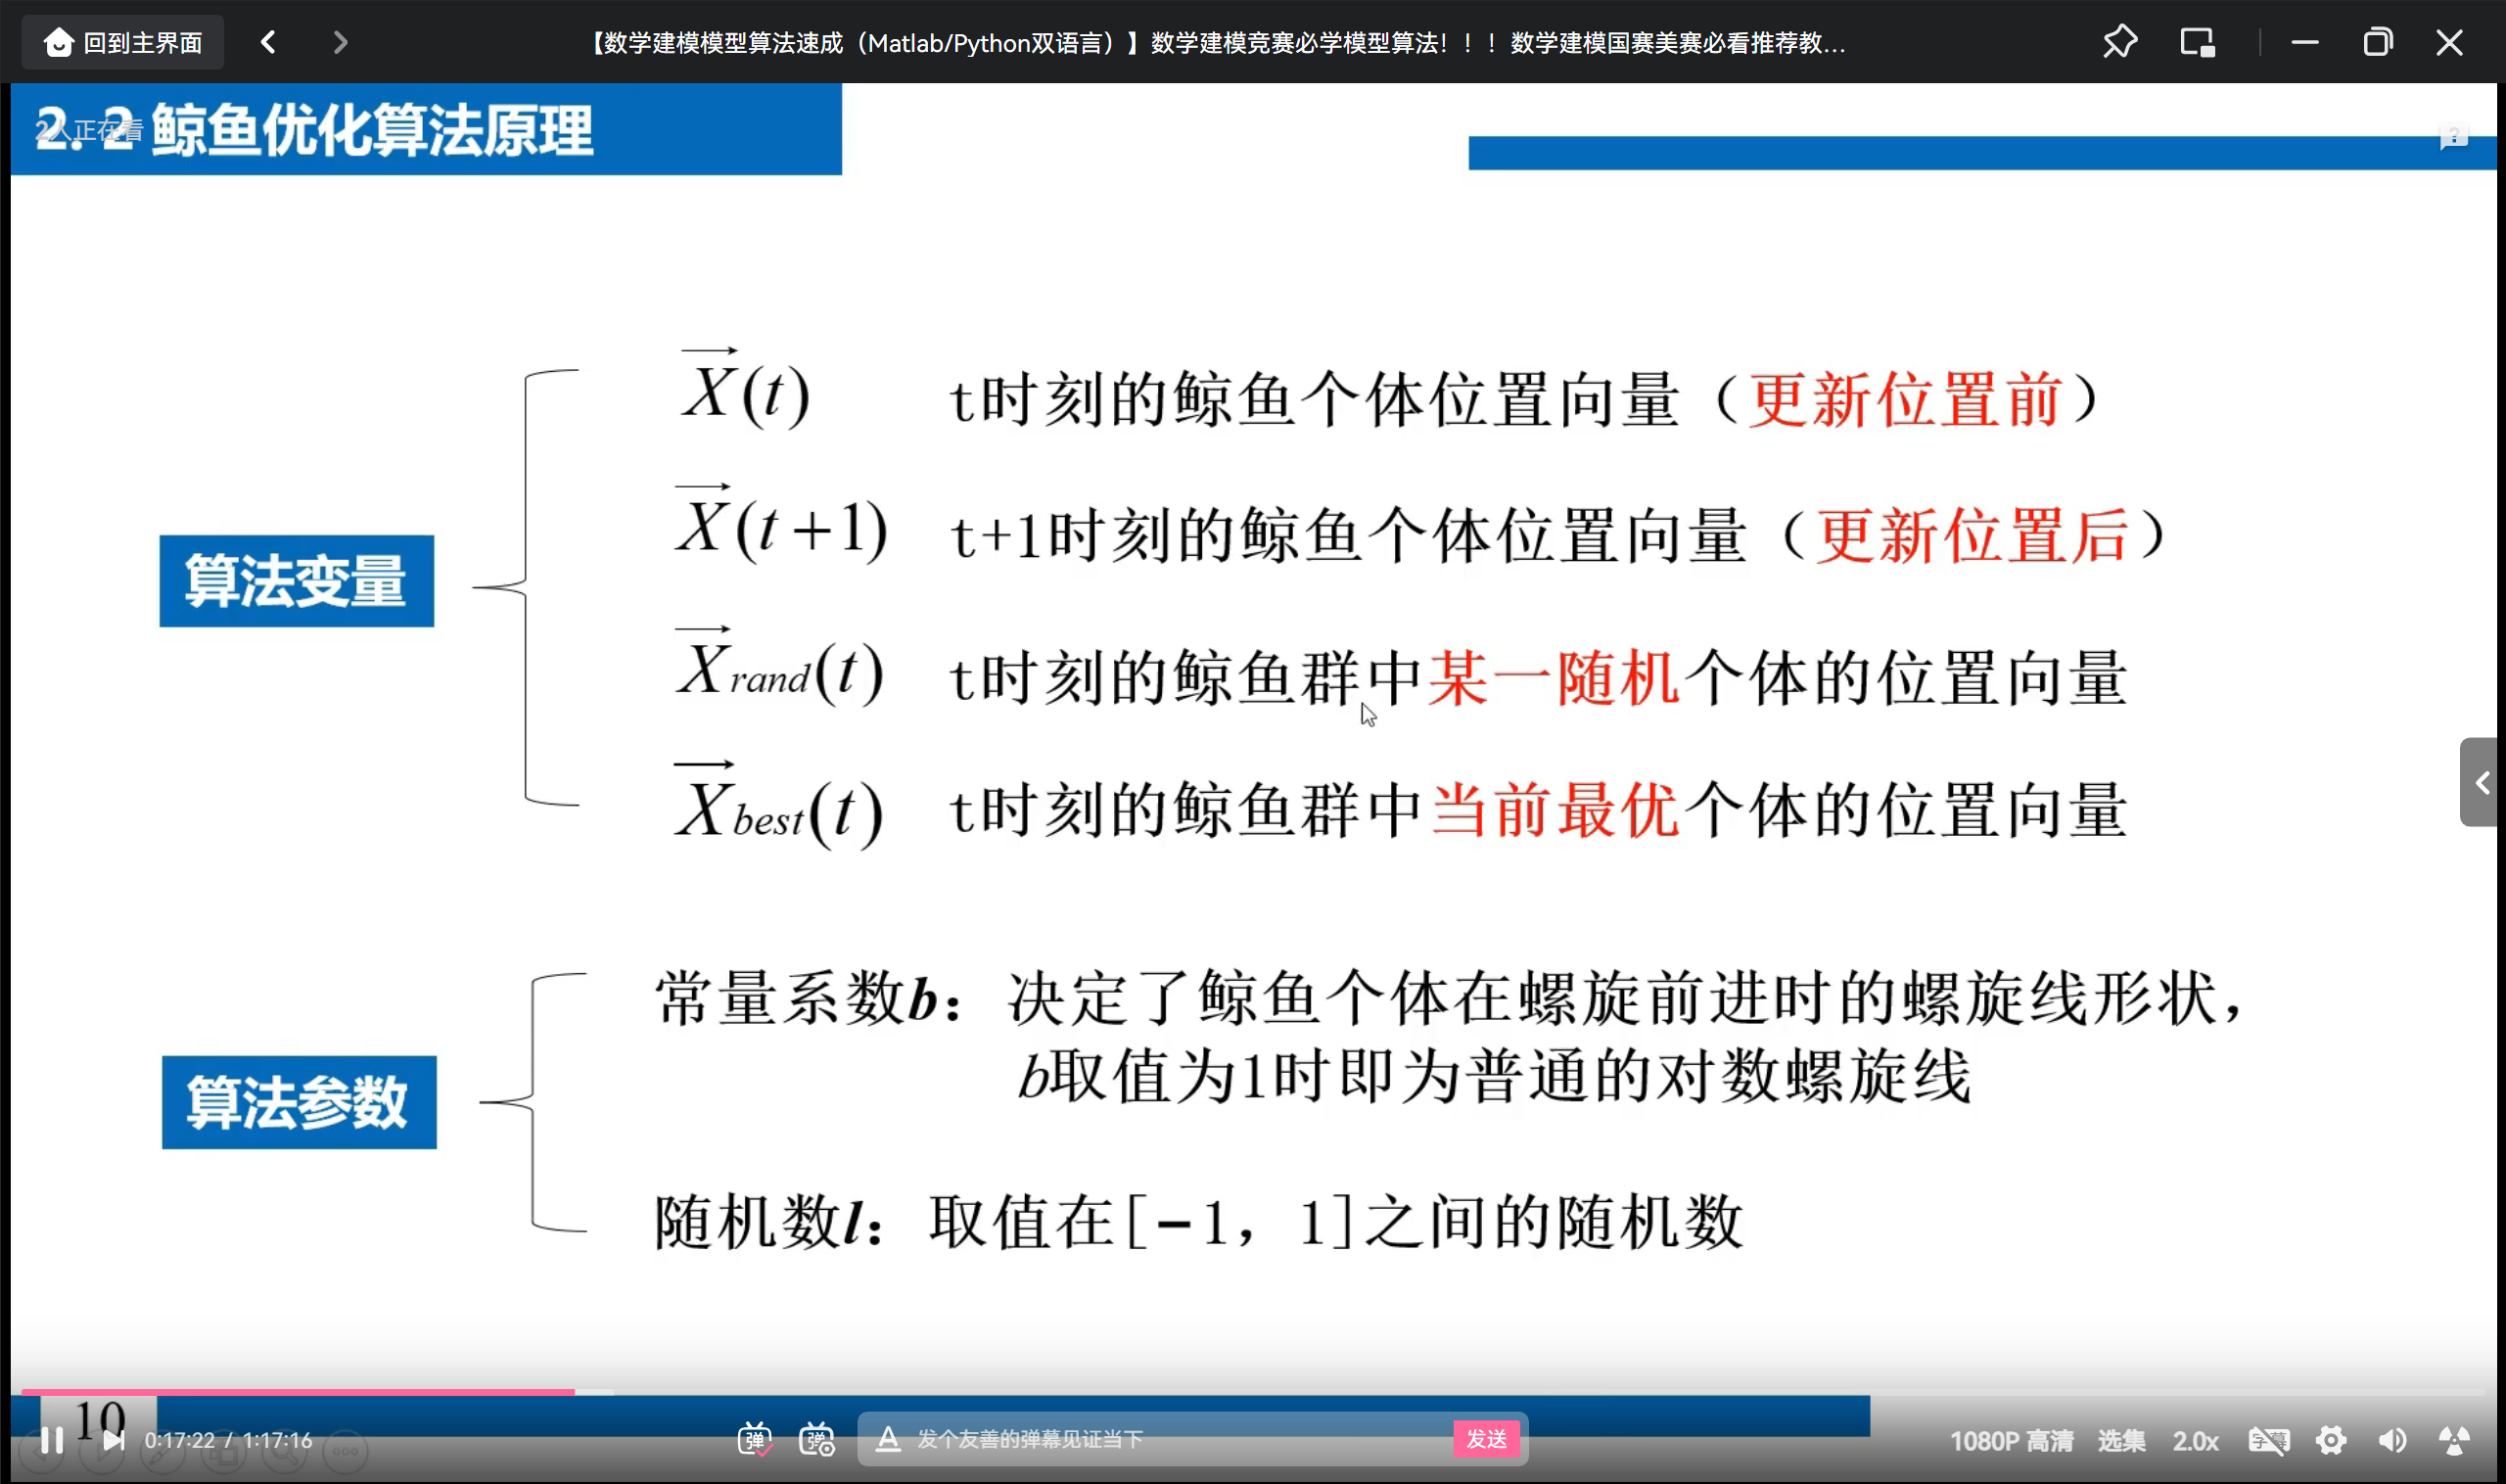 回到主界面
【数学建模模型算法速成（Matlab/Python双语言）】数学建模竞赛必学模型算法！！！数学建模国赛美赛必看推荐教...
2.2 鲸鱼优化算法原理
2人正在看
X(t) t时刻的鲸鱼个体位置向量（更新位置前）
X(t+1) t+1时刻的鲸鱼个体位置向量（更新位置后）
算法变量
Xrand(t) t时刻的鲸鱼群中某一随机个体的位置向量
Xbest(t) t时刻的鲸鱼群中当前最优个体的位置向量
常量系数b：决定了鲸鱼个体在螺旋前进时的螺旋线形状，
b取值为1时即为普通的对数螺旋线
算法参数
随机数l：取值在[-1，1]之间的随机数
10
0:17:22 / 1:17:16
弹
弹
A 发个友善的弹幕见证当下
发送
1080P 高清
选集
2.0x
字幕